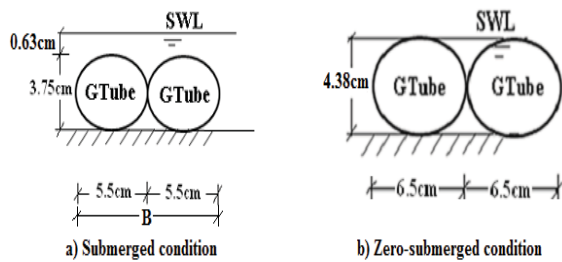 SWL
0.63cm
3.75cm
GTube GTube
5.5cm 5.5cm
B
a) Submerged condition
SWL
4.38cm
GTube GTube
6.5cm 6.5cm
b) Zero-submerged condition